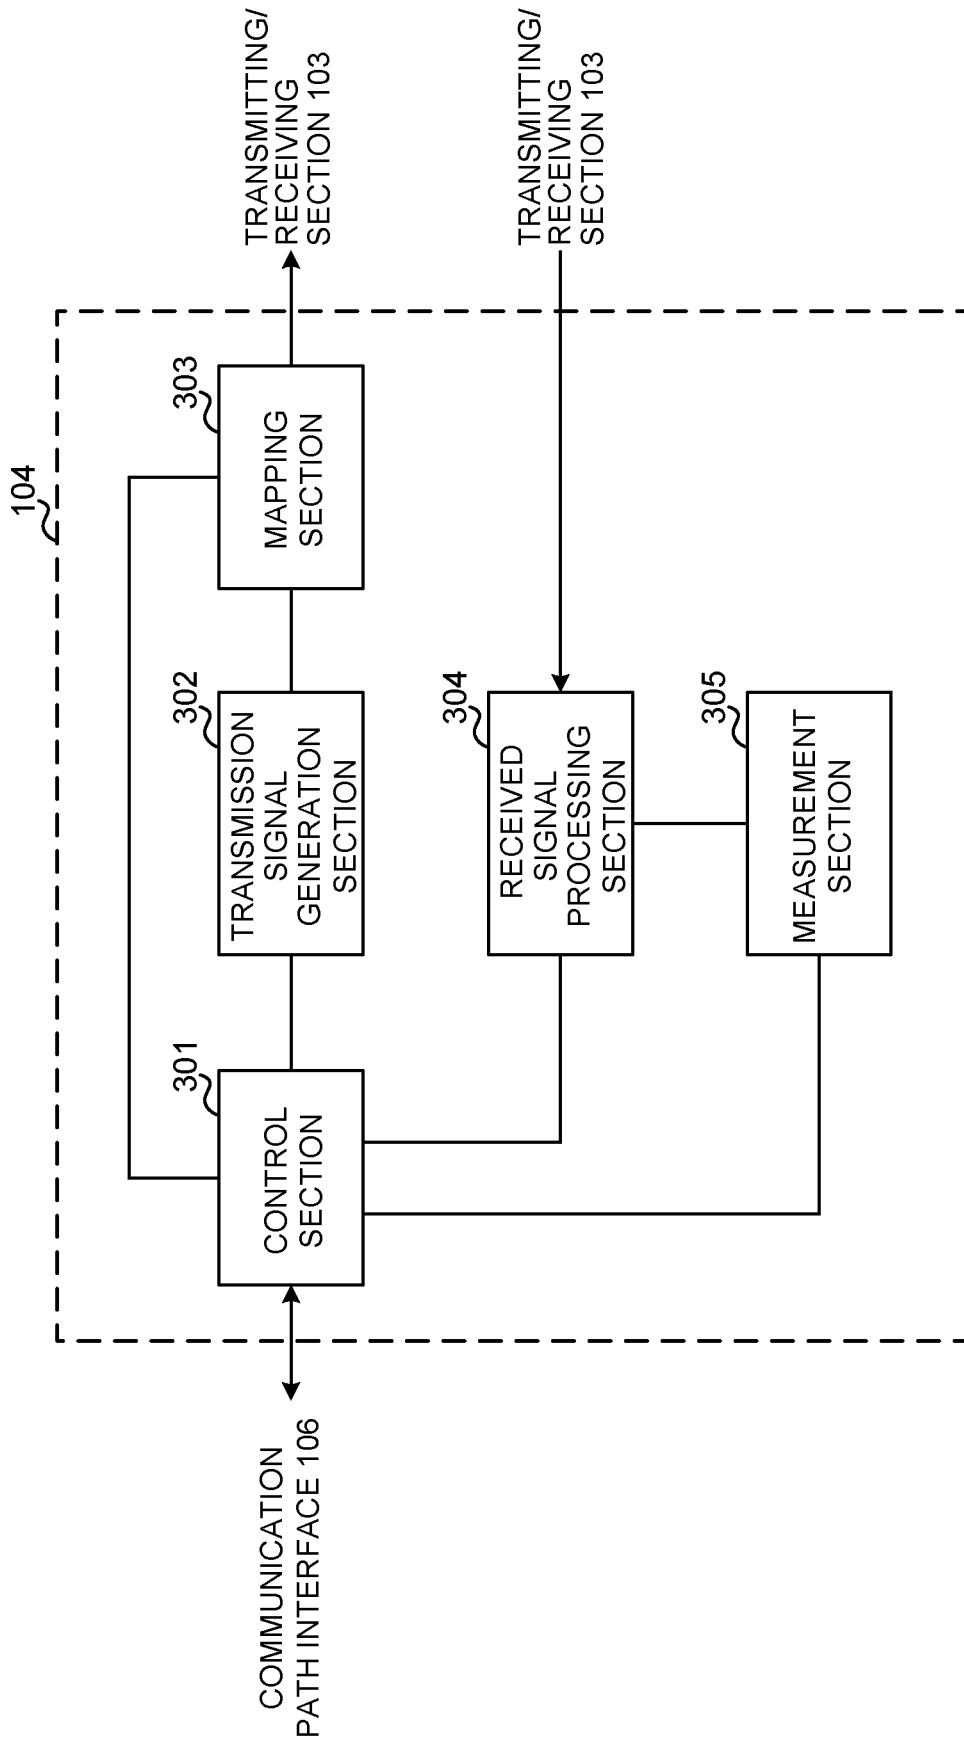 104
301
302
303
COMMUNICATION
PATH INTERFACE 106
CONTROL
SECTION
TRANSMISSION
SIGNAL
GENERATION
SECTION
MAPPING
SECTION
TRANSMITTING/
RECEIVING
SECTION 103
304
RECEIVED
SIGNAL
PROCESSING
SECTION
TRANSMITTING/
RECEIVING
SECTION 103
305
MEASUREMENT
SECTION